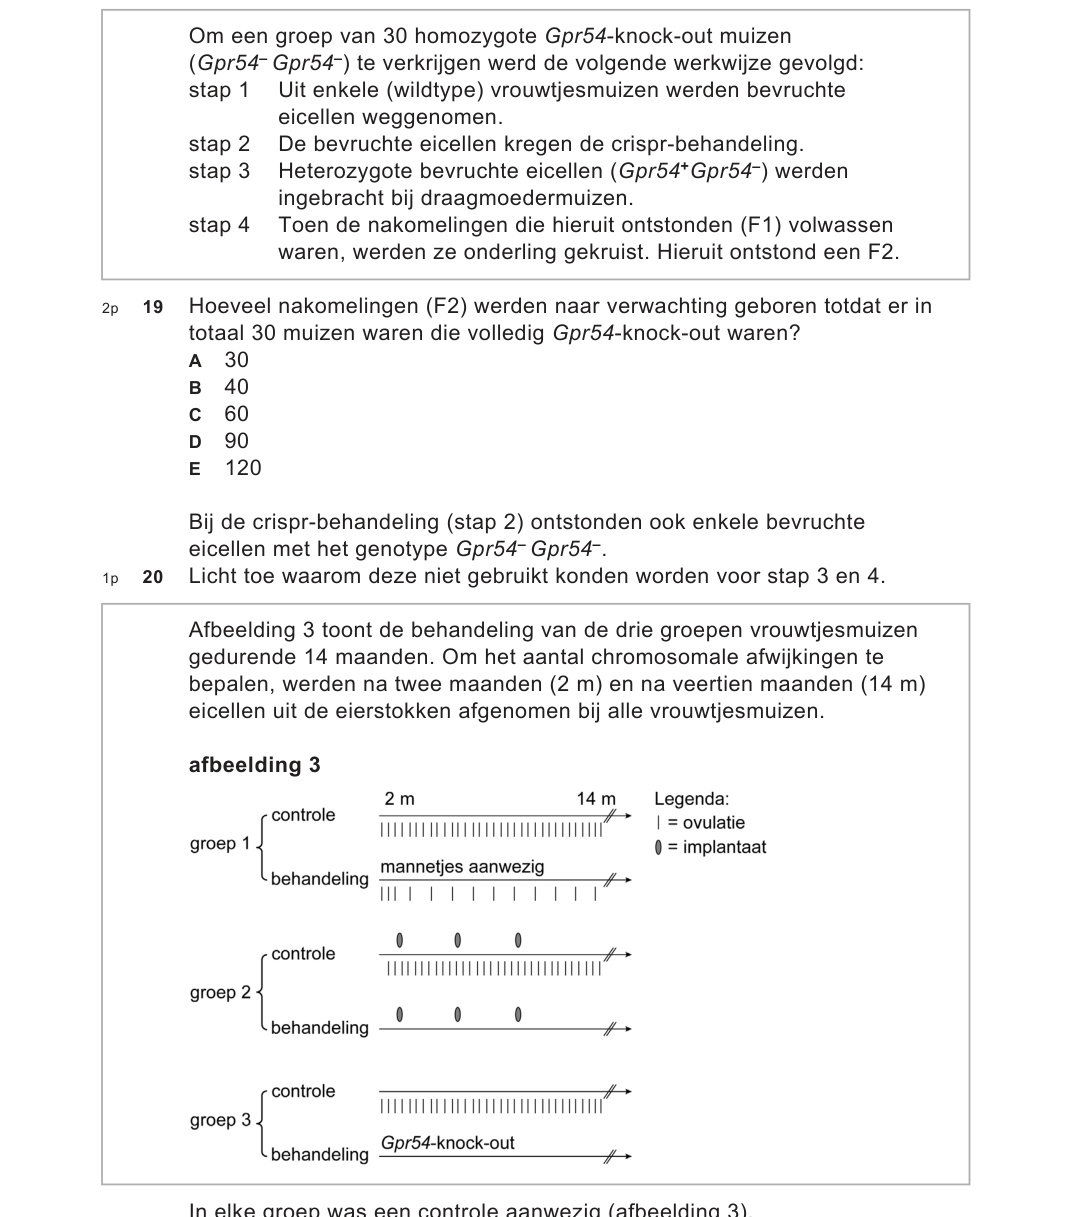 Om een groep van 30 homozygote Gpr54-knock-out muizen
(Gpr54⁻ Gpr54⁻) te verkrijgen werd de volgende werkwijze gevolgd:
stap 1 Uit enkele (wildtype) vrouwtjesmuizen werden bevruchte
eicellen weggenomen.
stap 2 De bevruchte eicellen kregen de crispr-behandeling.
stap 3 Heterozygote bevruchte eicellen (Gpr54⁺Gpr54⁻) werden
ingebracht bij draagmoedermuizen.
stap 4 Toen de nakomelingen die hieruit ontstonden (F1) volwassen
waren, werden ze onderling gekruist. Hieruit ontstond een F2.
2p 19 Hoeveel nakomelingen (F2) werden naar verwachting geboren totdat er in
totaal 30 muizen waren die volledig Gpr54-knock-out waren?
A 30
B 40
C 60
D 90
E 120
Bij de crispr-behandeling (stap 2) ontstonden ook enkele bevruchte
eicellen met het genotype Gpr54⁻ Gpr54⁻.
1p 20 Licht toe waarom deze niet gebruikt konden worden voor stap 3 en 4.
Afbeelding 3 toont de behandeling van de drie groepen vrouwtjesmuizen
gedurende 14 maanden. Om het aantal chromosomale afwijkingen te
bepalen, werden na twee maanden (2 m) en na veertien maanden (14 m)
eicellen uit de eierstokken afgenomen bij alle vrouwtjesmuizen.
afbeelding 3
2 m 14 m Legenda:
controle
| = ovulatie
groep 1
= implantaat
mannetjes aanwezig
behandeling
controle
groep 2
behandeling
controle
groep 3
Gpr54-knock-out
behandeling
In elke groep was een controle aanwezig (afbeelding 3).